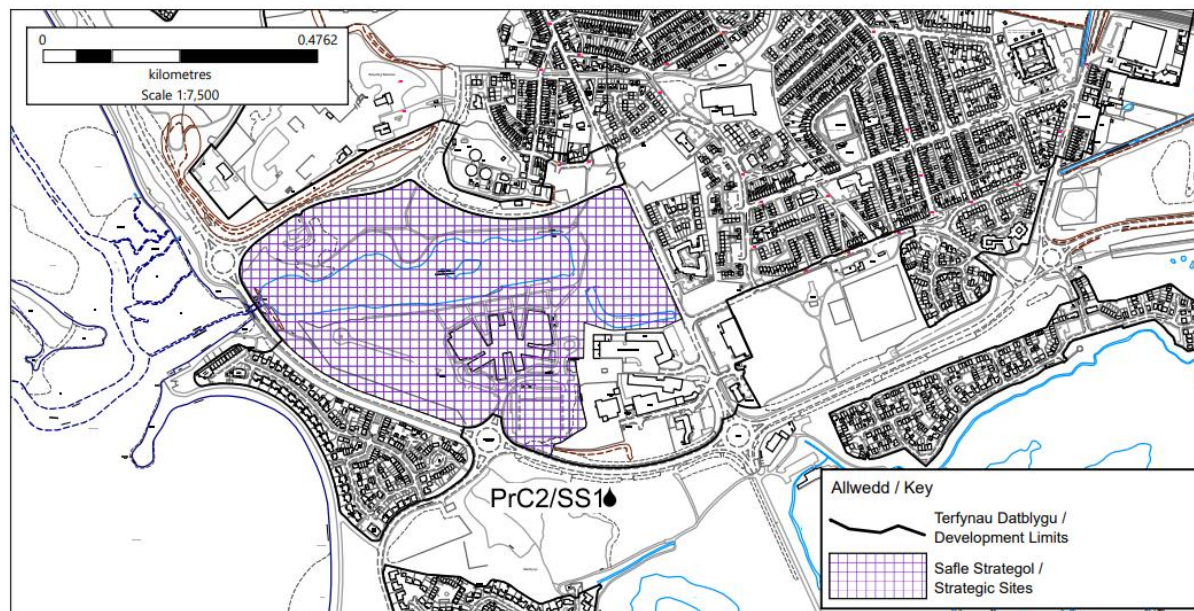 0 0.4762
kilometres
Scale 1:7,500
PrC2/SS1
Allwedd / Key
Terfynau Datblygu /
Development Limits
Safle Strategol /
Strategic Sites